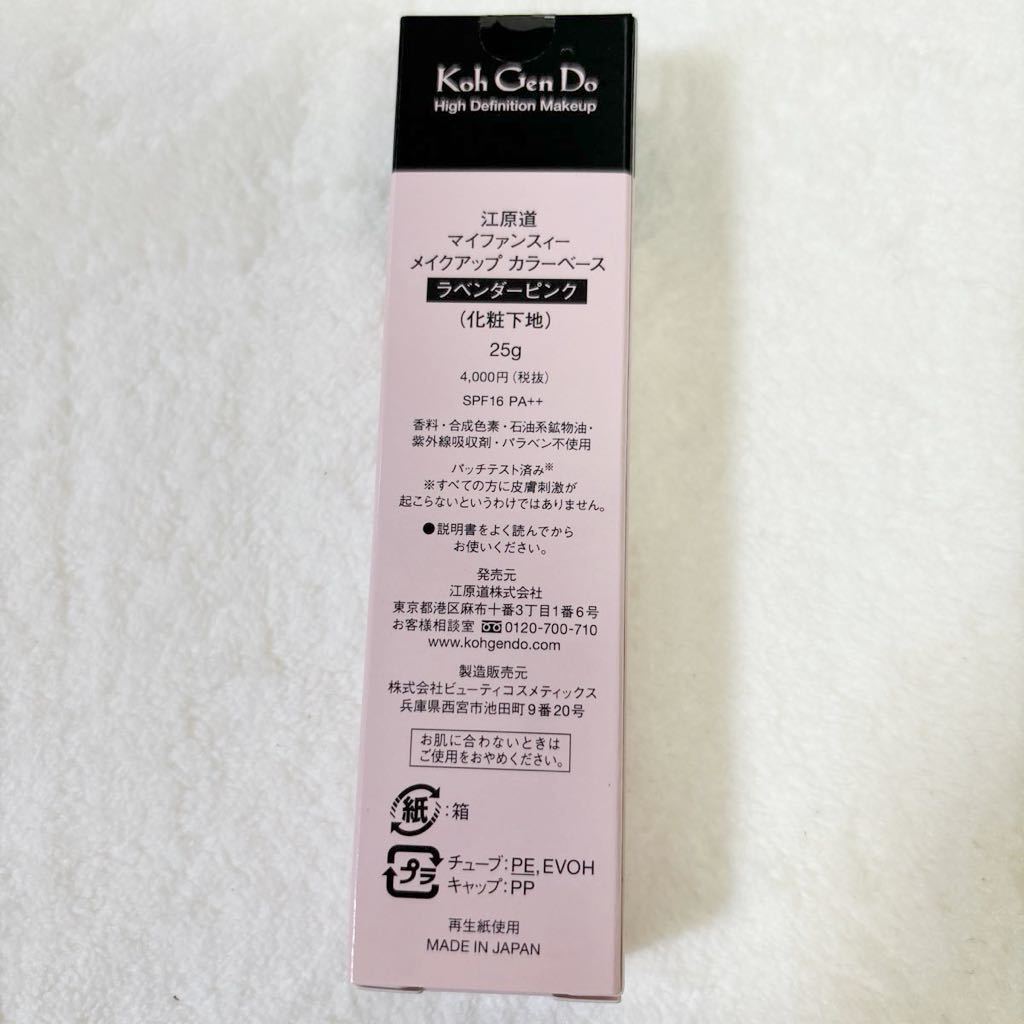 Koh Gen Do
High Definition Makeup
江原道
マイファンスィー
メイクアップ カラーベース
ラベンダーピンク
（化粧下地）
25g
4,000円（税抜）
SPF16 PA++
香料・合成色素・石油系鉱物油・
紫外線吸収剤・パラベン不使用
パッチテスト済み※
※すべての方に皮膚刺激が
起こらないというわけではありません。
●説明書をよく読んでから
お使いください。
発売元
江原道株式会社
東京都港区麻布十番3丁目1番6号
お客様相談室 0120-700-710
www.kohgendo.com
製造販売元
株式会社ビューティコスメティックス
兵庫県西宮市池田町9番20号
お肌に合わないときは
ご使用をおやめください。
紙:箱
プラ チューブ:PE,EVOH
キャップ:PP
再生紙使用
MADE IN JAPAN